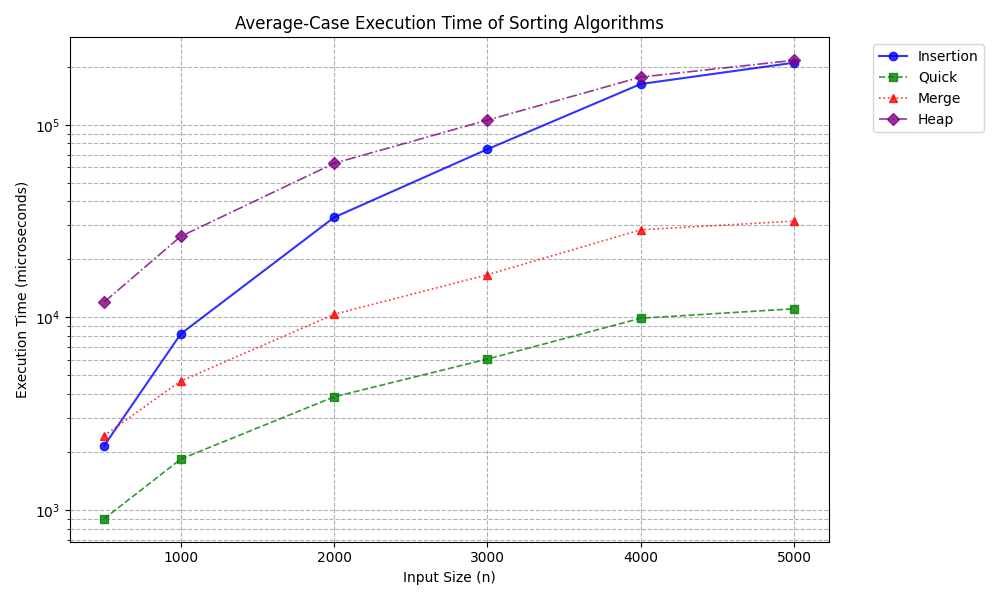 Average-Case Execution Time of Sorting Algorithms
Insertion
Quick
Merge
Heap
Execution Time (microseconds)
10^5
10^4
10^3
1000 2000 3000 4000 5000
Input Size (n)